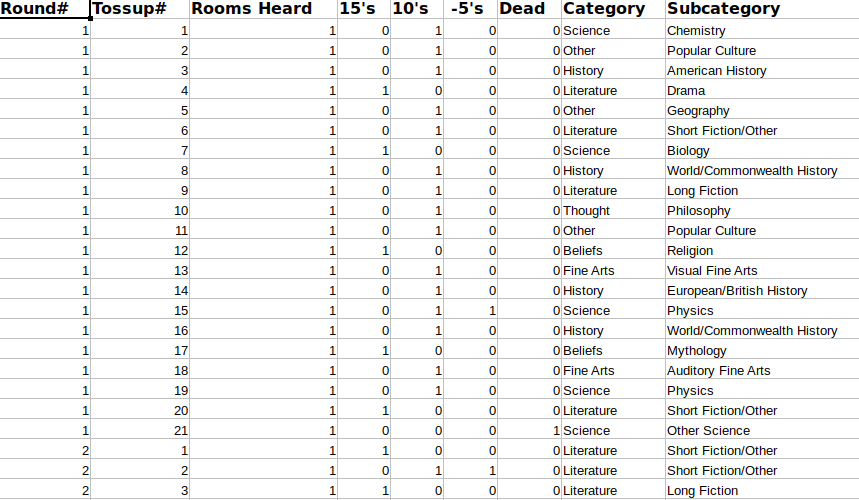 Round# Tossup# Rooms Heard 15's 10's -5's Dead Category Subcategory
1 1 1 0 1 0 0 Science Chemistry
1 2 1 0 1 0 0 Other Popular Culture
1 3 1 0 1 0 0 History American History
1 4 1 1 0 0 0 Literature Drama
1 5 1 0 1 0 0 Other Geography
1 6 1 0 1 0 0 Literature Short Fiction/Other
1 7 1 1 0 0 0 Science Biology
1 8 1 0 1 0 0 History World/Commonwealth History
1 9 1 0 1 0 0 Literature Long Fiction
1 10 1 0 1 0 0 Thought Philosophy
1 11 1 0 1 0 0 Other Popular Culture
1 12 1 1 0 0 0 Beliefs Religion
1 13 1 0 1 0 0 Fine Arts Visual Fine Arts
1 14 1 0 1 0 0 History European/British History
1 15 1 0 1 1 0 Science Physics
1 16 1 0 1 0 0 History World/Commonwealth History
1 17 1 1 0 0 0 Beliefs Mythology
1 18 1 0 1 0 0 Fine Arts Auditory Fine Arts
1 19 1 0 1 0 0 Science Physics
1 20 1 1 0 0 0 Literature Short Fiction/Other
1 21 1 0 0 0 1 Science Other Science
2 1 1 1 0 0 0 Literature Short Fiction/Other
2 2 1 0 1 1 0 Literature Short Fiction/Other
2 3 1 1 0 0 0 Literature Long Fiction